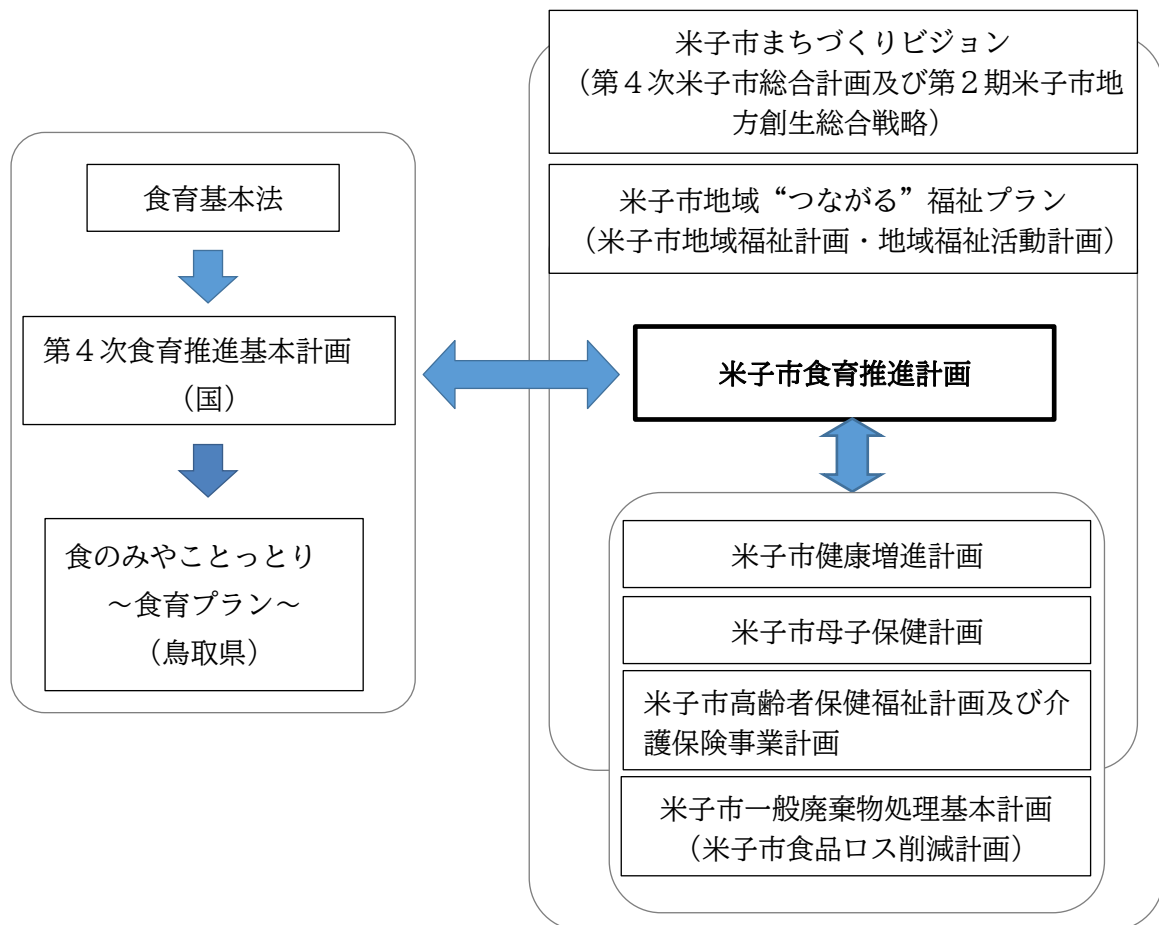 米子市まちづくりビジョン
（第４次米子市総合計画及び第２期米子市地
方創生総合戦略）
米子市地域“つながる”福祉プラン
（米子市地域福祉計画・地域福祉活動計画）
食育基本法
第４次食育推進基本計画
（国）
食のみやことっとり
～食育プラン～
（鳥取県）
米子市食育推進計画
米子市健康増進計画
米子市母子保健計画
米子市高齢者保健福祉計画及び介
護保険事業計画
米子市一般廃棄物処理基本計画
（米子市食品ロス削減計画）